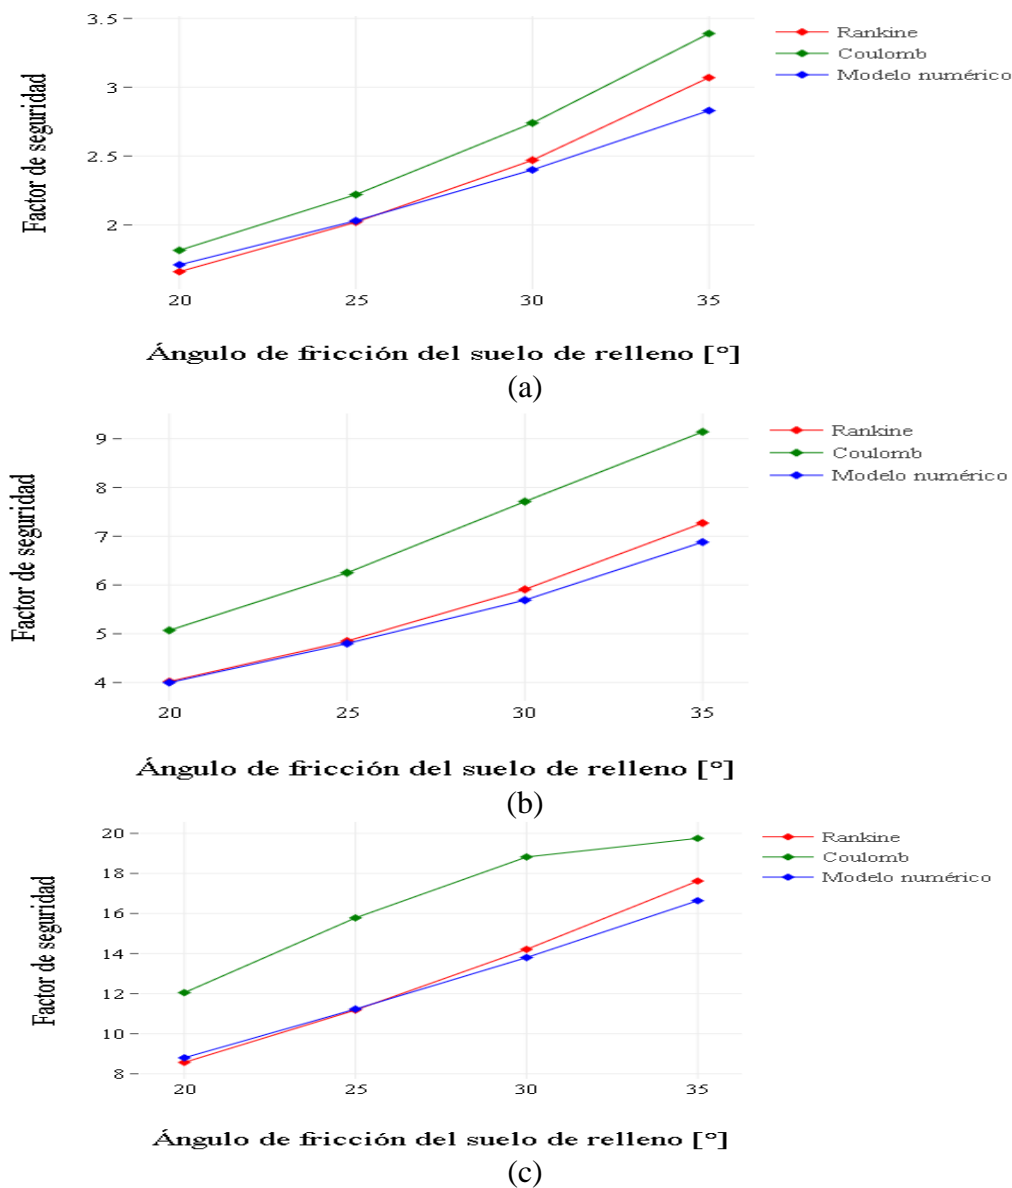 3.5
3
2.5
2
Factor de seguridad
20 25 30 35
Ángulo de fricción del suelo de relleno [°]
Rankine
Coulomb
Modelo numérico
(a)
9
8
7
6
5
4
Factor de seguridad
20 25 30 35
Ángulo de fricción del suelo de relleno [°]
Rankine
Coulomb
Modelo numérico
(b)
20
18
16
14
12
10
8
Factor de seguridad
20 25 30 35
Ángulo de fricción del suelo de relleno [°]
Rankine
Coulomb
Modelo numérico
(c)